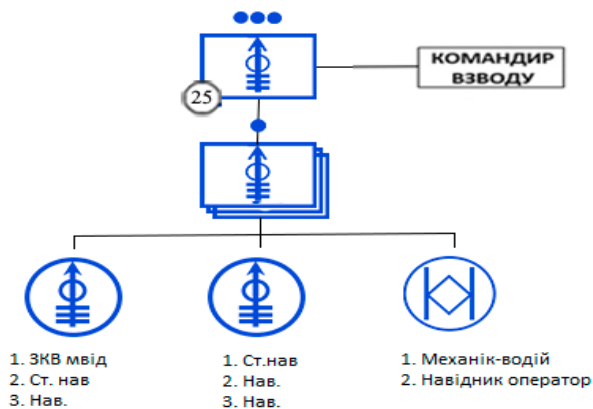 КОМАНДИР
ВЗВОДУ
25
1. ЗКВ мвід
2. Ст. нав
3. Нав.
1. Ст.нав
2. Нав.
3. Нав.
1. Механік-водій
2. Навідник оператор